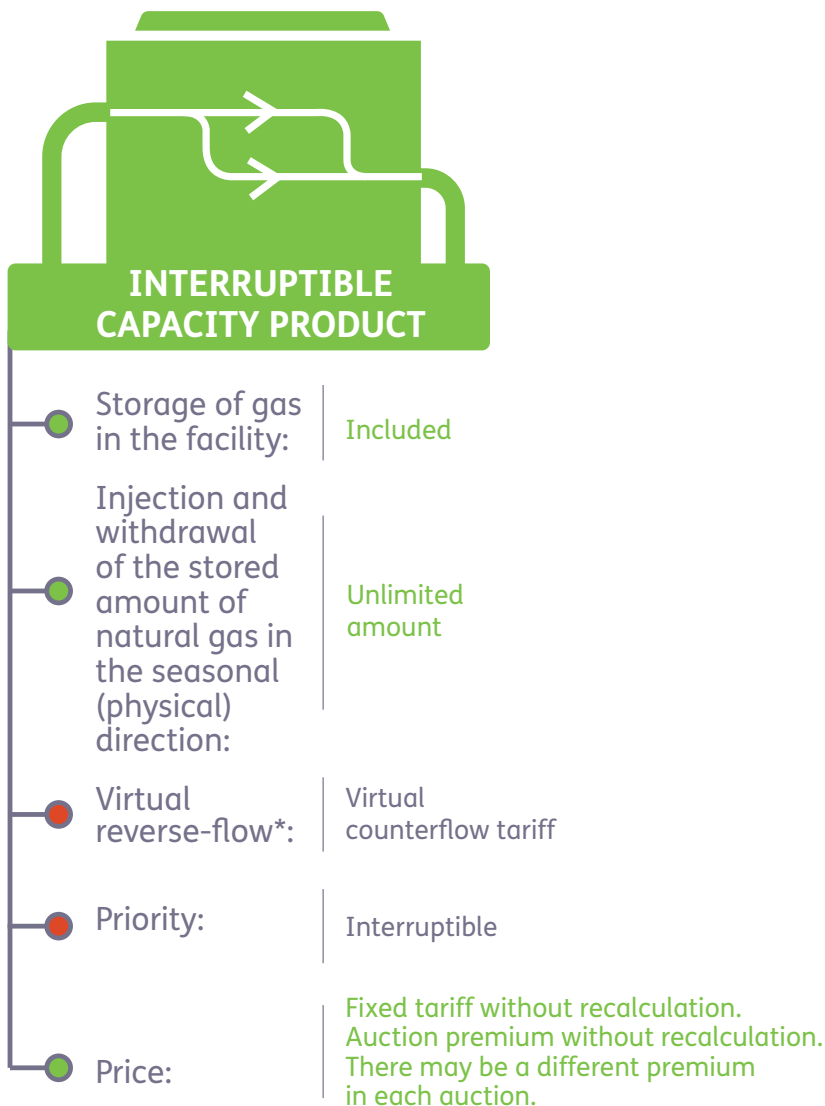 INTERRUPTIBLE
CAPACITY PRODUCT
Storage of gas
in the facility:
Included
Injection and
withdrawal
of the stored
amount of
natural gas in
the seasonal
(physical)
direction:
Unlimited
amount
Virtual
reverse-flow*:
Virtual
counterflow tariff
Priority:
Interruptible
Price:
Fixed tariff without recalculation.
Auction premium without recalculation.
There may be a different premium
in each auction.